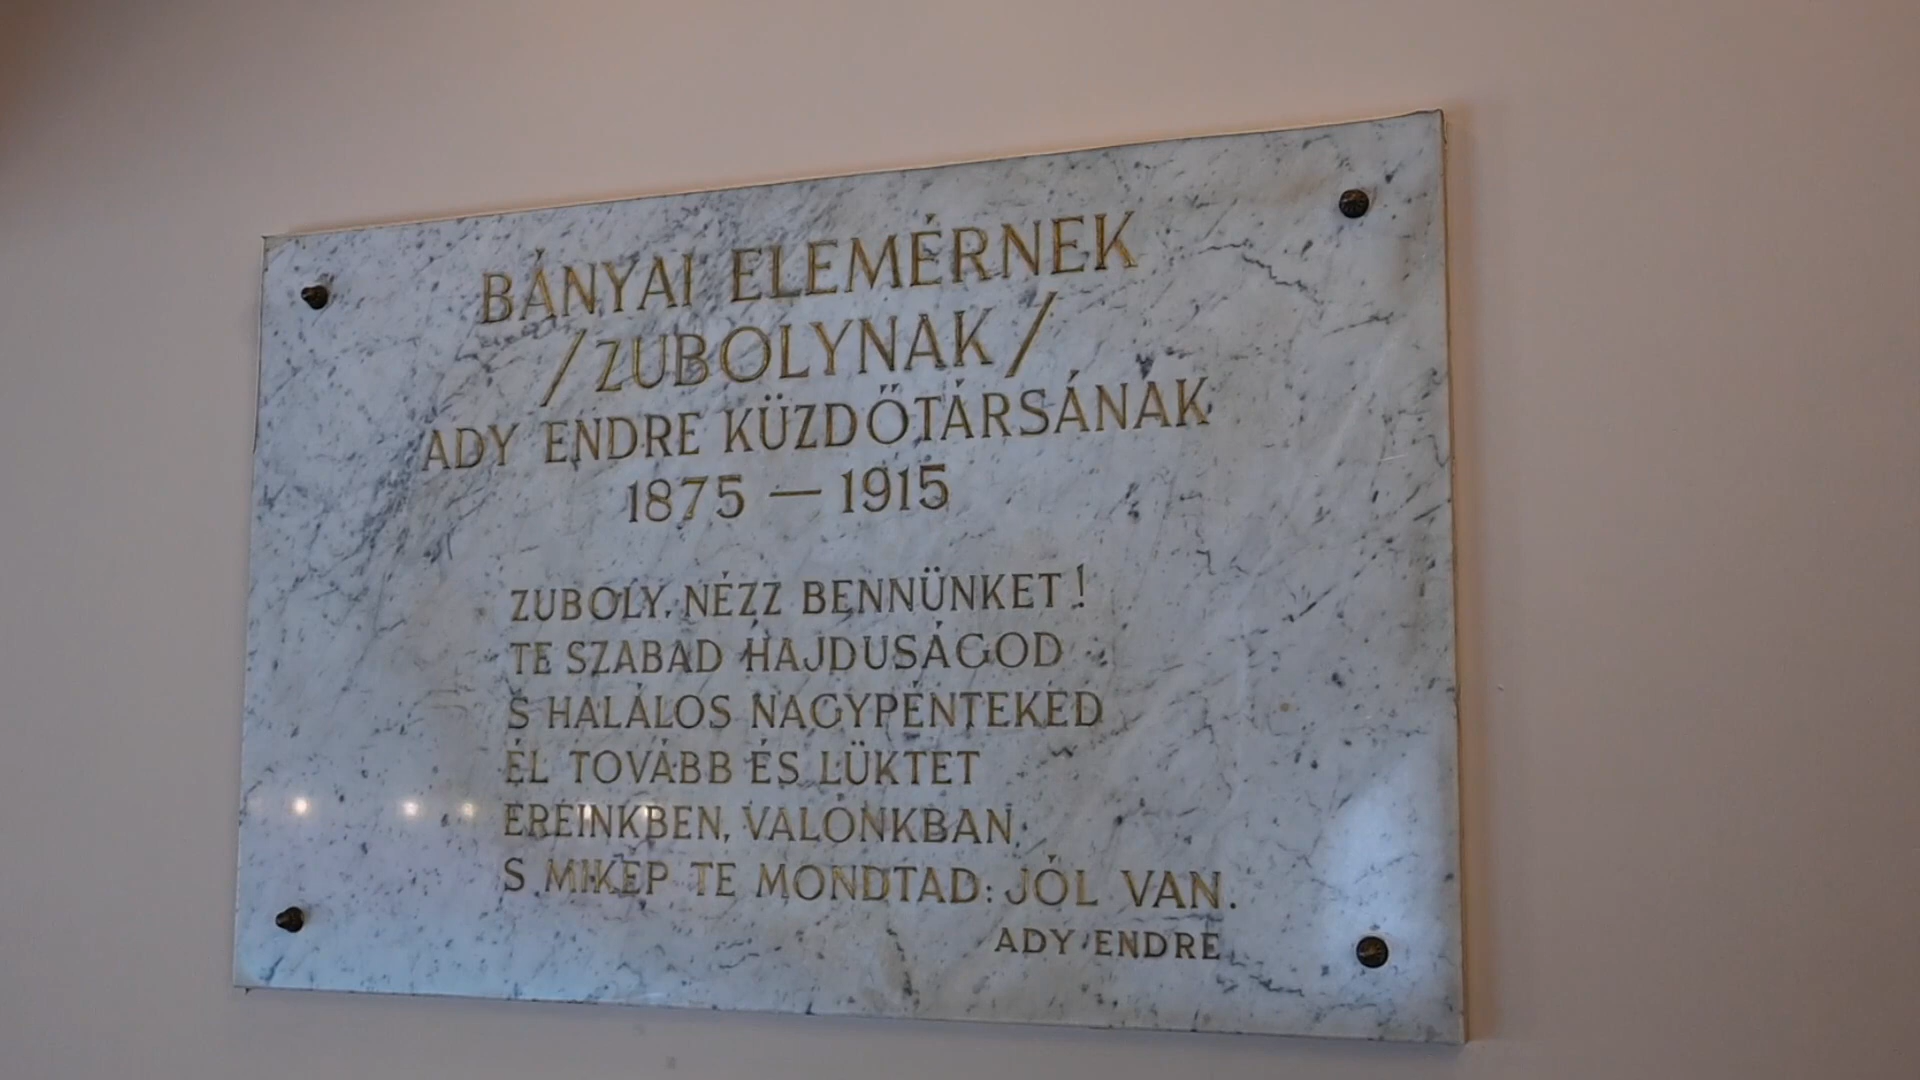 BÁNYAI ELEMÉRNEK
/ZUBOLYNAK/
ADY ENDRE KÜZDŐTÁRSÁNAK
1875 — 1915
ZUBOLY, NÉZZ BENNÜNKET!
TE SZABAD HAJDUSÁGOD
S HALÁLOS NAGYPÉNTEKED
ÉL TOVÁBB ÉS LÜKTET
EREINKBEN, VALÓNKBAN,
S MIKÉP TE MONDTAD: JÓL VAN.
ADY ENDRE